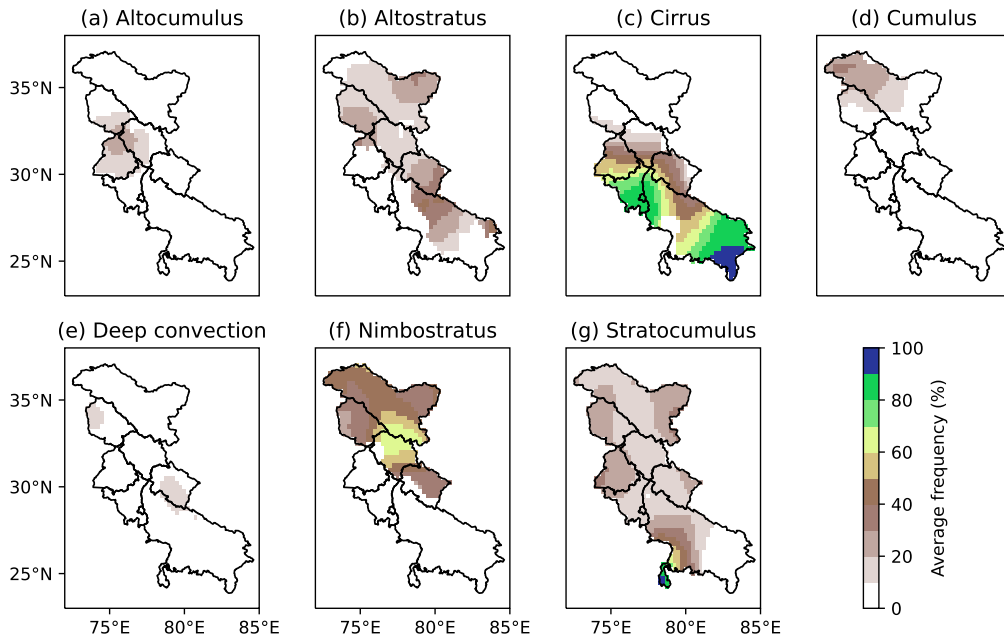 (a) Altocumulus
(b) Altostratus
(c) Cirrus
(d) Cumulus
35°N
30°N
25°N
(e) Deep convection
(f) Nimbostratus
(g) Stratocumulus
35°N
30°N
25°N
75°E
80°E
85°E
75°E
80°E
85°E
75°E
80°E
85°E
100
80
60
40
20
0
Average frequency (%)